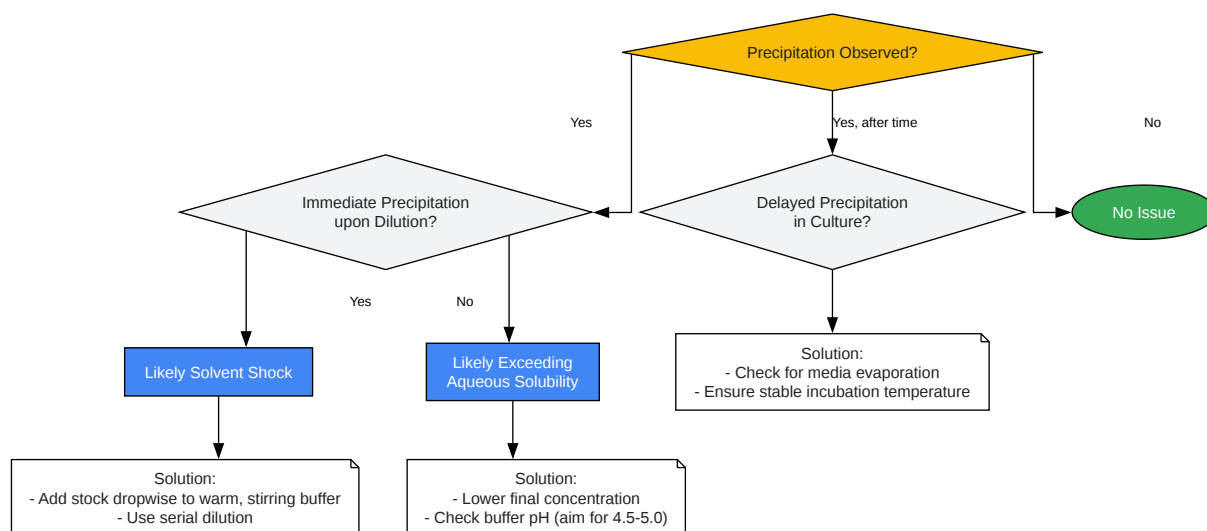 Precipitation Observed?
Yes
Yes, after time
No
Immediate Precipitation
upon Dilution?
Delayed Precipitation
in Culture?
No Issue
Yes
No
Likely Solvent Shock
Likely Exceeding
Aqueous Solubility
Solution:
- Check for media evaporation
- Ensure stable incubation temperature
Solution:
- Add stock dropwise to warm, stirring buffer
- Use serial dilution
Solution:
- Lower final concentration
- Check buffer pH (aim for 4.5-5.0)